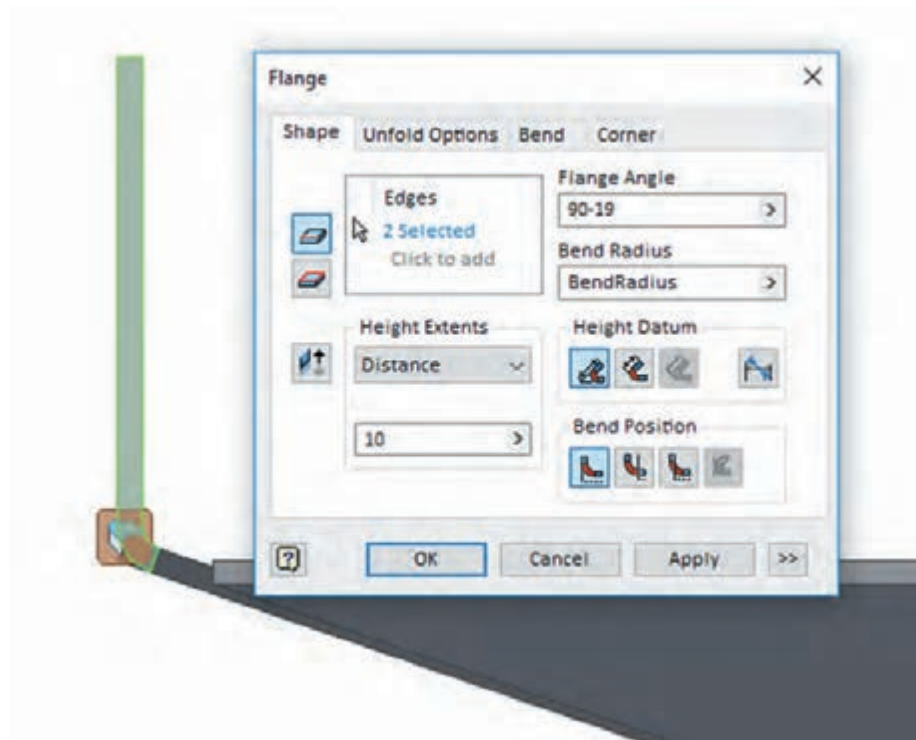 Flange
Shape Unfold Options Bend Corner
Edges
2 Selected
Click to add
Flange Angle
90-19
Bend Radius
BendRadius
Height Extents
Distance
10
Height Datum
Bend Position
OK Cancel Apply >>